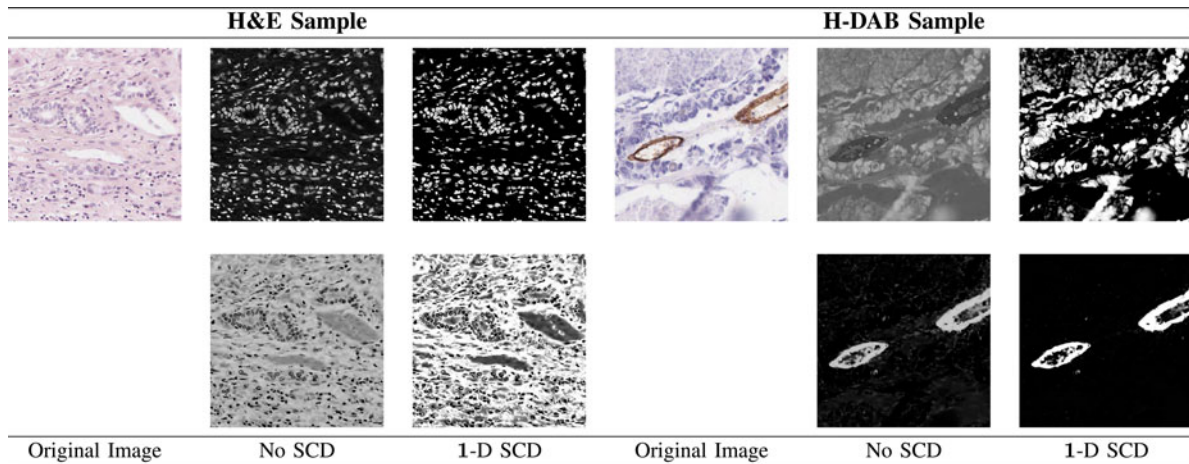 H&E Sample H-DAB Sample
Original Image No SCD 1-D SCD Original Image No SCD 1-D SCD